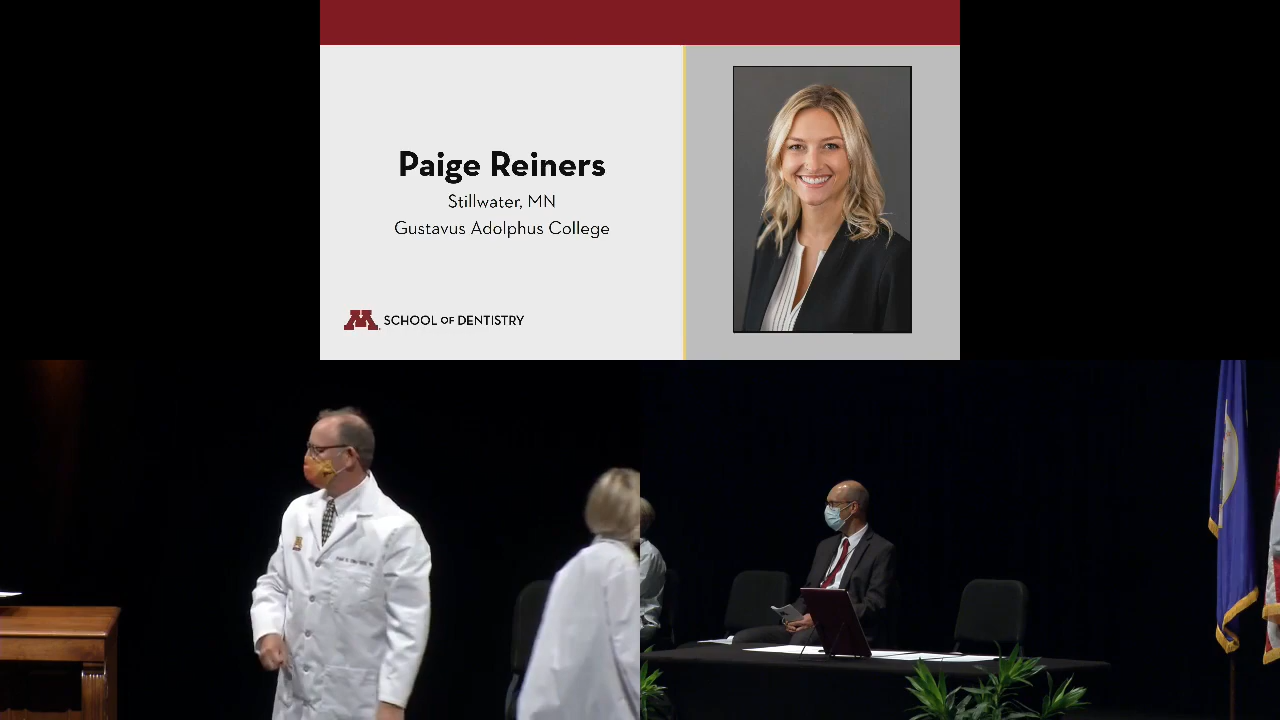 Paige Reiners
Stillwater, MN
Gustavus Adolphus College
M SCHOOL OF DENTISTRY